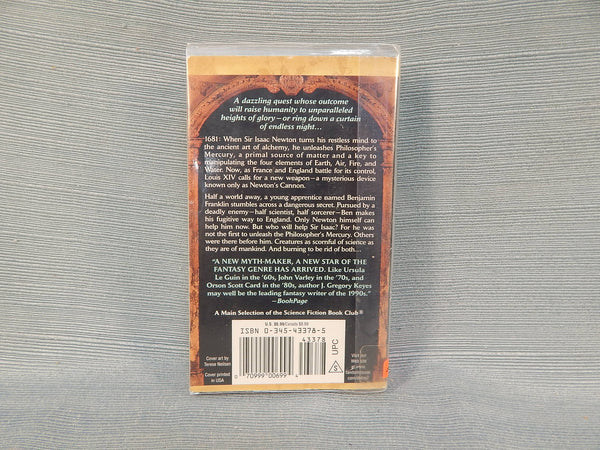 A dazzling quest whose outcome
will raise humanity to unparalleled
heights of glory—or ring down a curtain
of endless night...
1681: When Sir Isaac Newton turns his restless mind to
the ancient art of alchemy, he unleashes Philosopher's
Mercury, a primal source of matter and a key to
manipulating the four elements of Earth, Air, Fire, and
Water. Now, as France and England battle for its control,
Louis XIV calls for a new weapon—a mysterious device
known only as Newton's Cannon.
Half a world away, a young apprentice named Benjamin
Franklin stumbles across a dangerous secret. Pursued by a
deadly enemy—half scientist, half sorcerer—Ben makes
his fugitive way to England. Only Newton himself can
help him now. But who will help Sir Isaac? For he was
not the first to unleash the Philosopher's Mercury. Others
were there before him. Creatures as scornful of science as
they are of mankind. And burning to be rid of both...
"A NEW MYTH-MAKER, A NEW STAR OF THE
FANTASY GENRE HAS ARRIVED. Like Ursula
Le Guin in the '60s, John Varley in the '70s, and
Orson Scott Card in the '80s, author J. Gregory Keyes
may well be the leading fantasy writer of the 1990s."
—BookPage
A Main Selection of the Science Fiction Book Club®
ISBN 0-345-43378-5
43378
0 70999 00699 4
UPC
S
Cover art by
Terese Nielsen
Cover printed
in USA